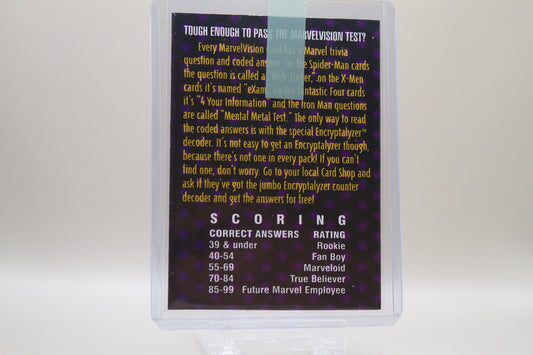 TOUGH ENOUGH TO PASS THE MARVELVISION TEST?
Every MarvelVision card has a Marvel trivia
question and coded answer. On the Spider-Man cards
the question is called a "Web Zinger," on the X-Men
cards it's named "eXam," on the Fantastic Four cards
it's "4 Your Information" and the Iron Man questions
are called "Mental Metal Test." The only way to read
the coded answers is with the special Encryptalyzer™
decoder. It's not easy to get an Encryptalyzer though,
because there's not one in every pack! If you can't
find one, don't worry. Go to your local Card Shop and
ask if they've got the jumbo Encryptalyzer counter
decoder and get the answers for free!
SCORING
CORRECT ANSWERS RATING
39 & under Rookie
40-54 Fan Boy
55-69 Marveloid
70-84 True Believer
85-99 Future Marvel Employee